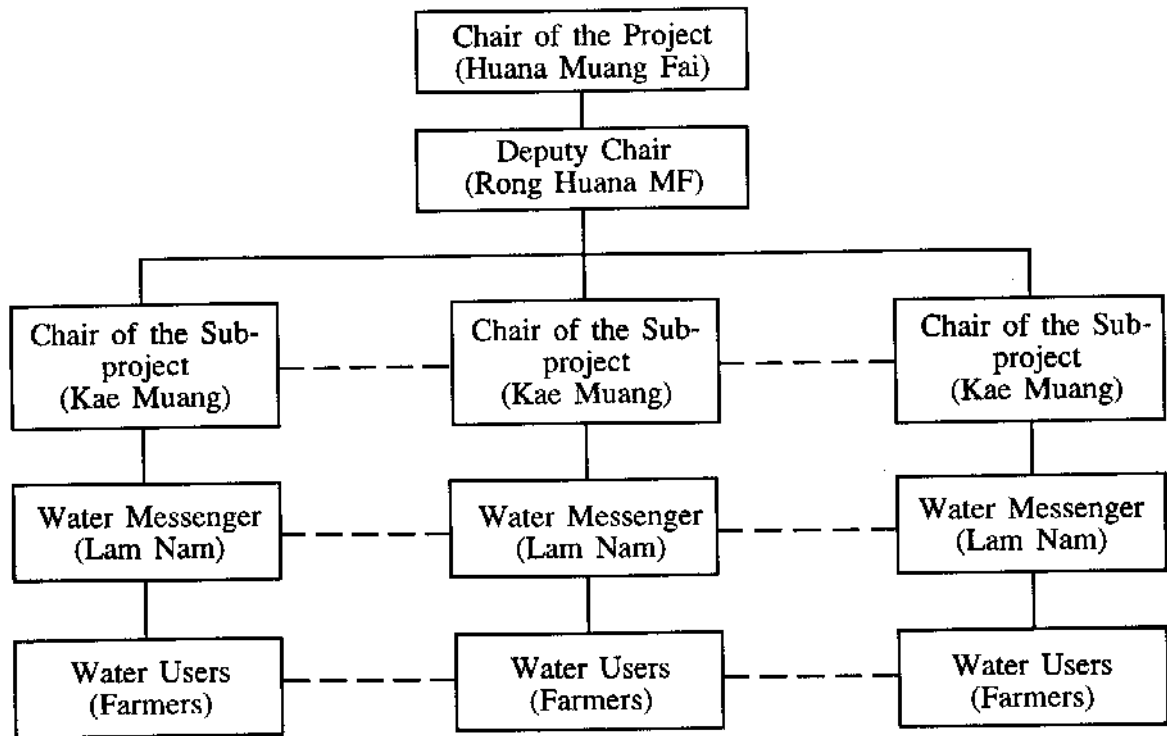 Chair of the Project
(Huana Muang Fai)
Deputy Chair
(Rong Huana MF)
Chair of the Sub-
project
(Kae Muang)
Chair of the Sub-
project
(Kae Muang)
Chair of the Sub-
project
(Kae Muang)
Water Messenger
(Lam Nam)
Water Messenger
(Lam Nam)
Water Messenger
(Lam Nam)
Water Users
(Farmers)
Water Users
(Farmers)
Water Users
(Farmers)